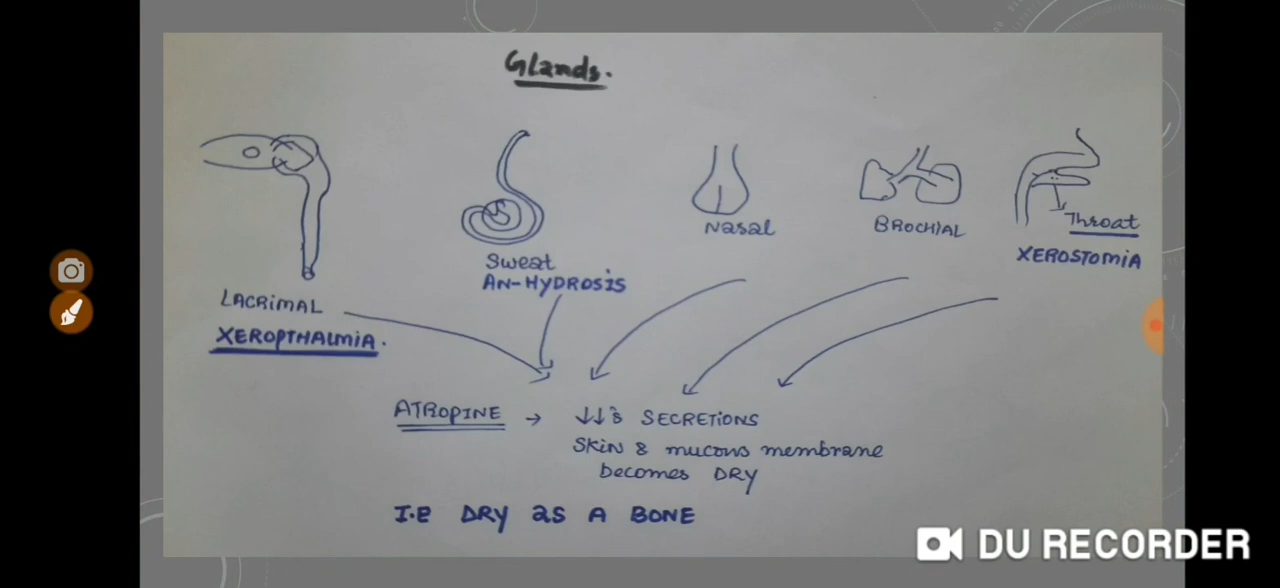 Glands.
Nasal
BROCHIAL
Throat
XEROSTOMIA
Sweat
AN-HYDROSIS
LACRIMAL
XEROPTHALMIA.
ATROPINE → ↓↓s SECRETIONS
Skin & mucous membrane
becomes DRY
I.e DRY as A BONE
DU RECORDER